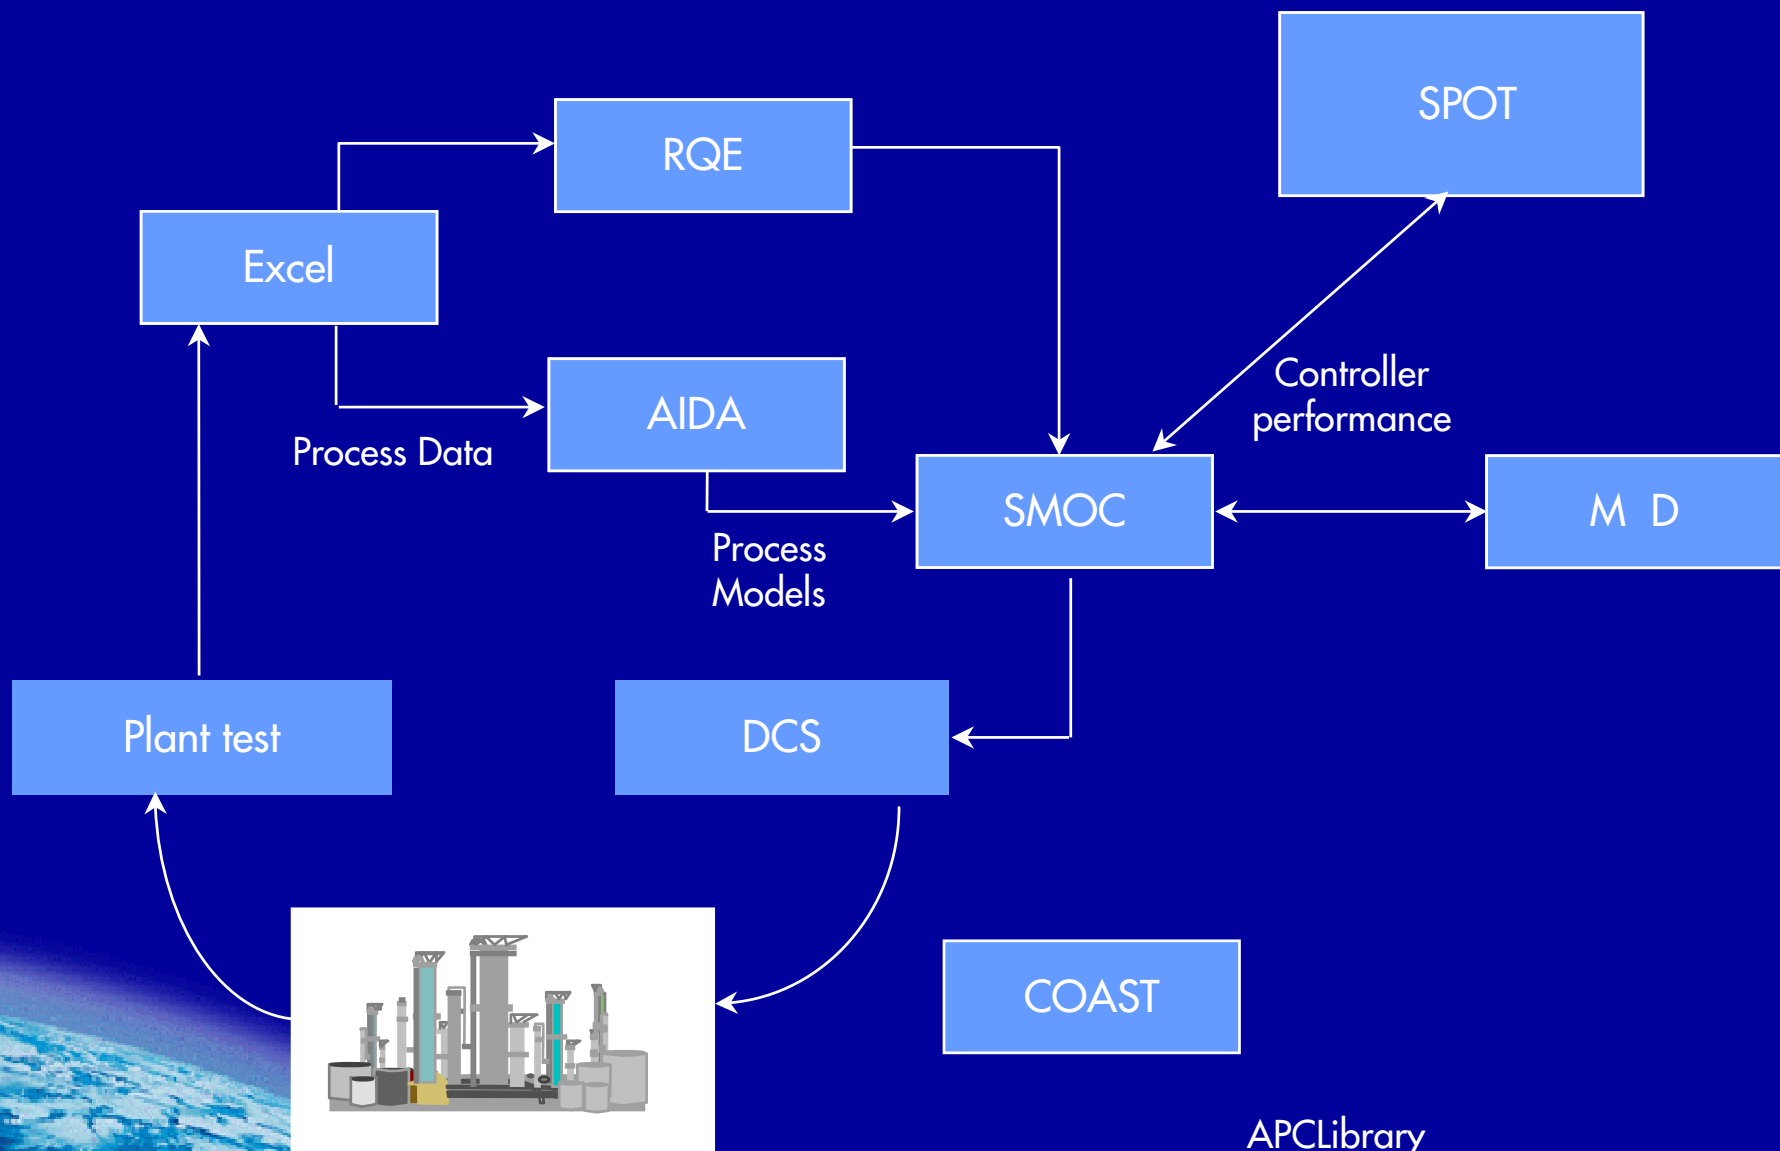 SPOT
RQE
Excel
Controller
performance
AIDA
Process Data
SMOC
M D
Process
Models
Plant test
DCS
COAST
APCLibrary